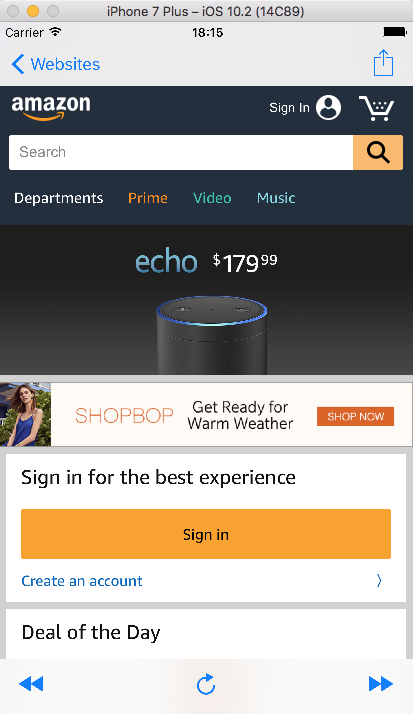 iPhone 7 Plus – iOS 10.2 (14C89)
Carrier 18:15
Websites
amazon Sign In
Search
Departments Prime Video Music
echo $179 99
SHOPBOP Get Ready for Warm Weather SHOP NOW
Sign in for the best experience
Sign in
Create an account
Deal of the Day